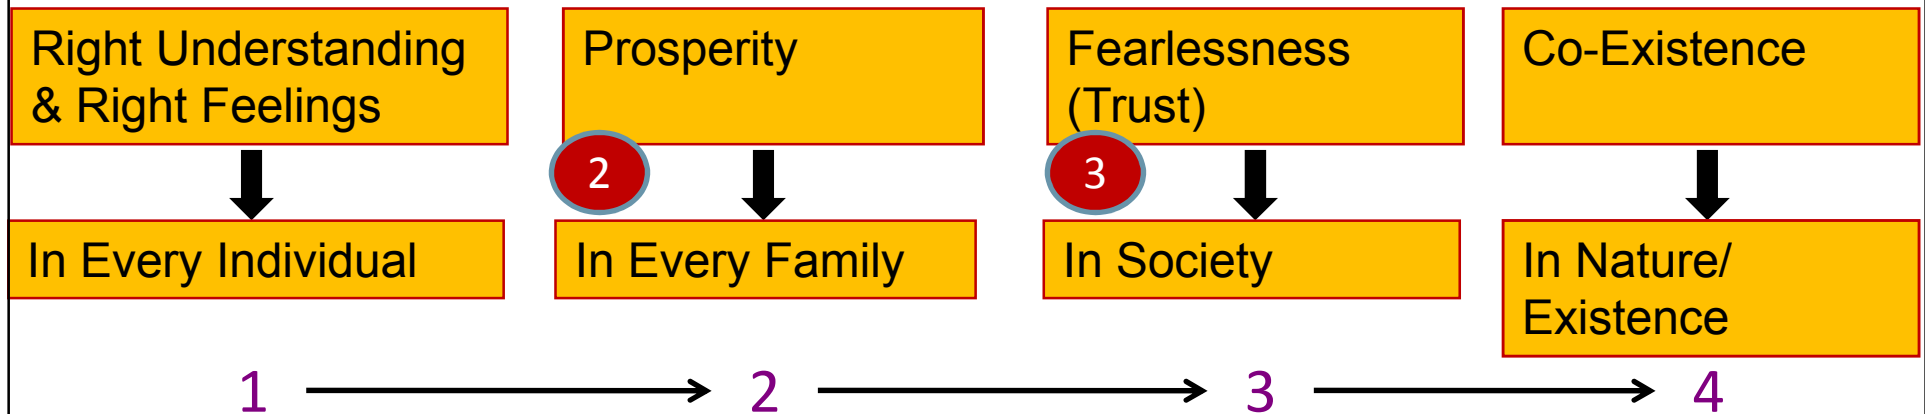 Right Understanding
& Right Feelings
Prosperity
Fearlessness
(Trust)
Co-Existence
2
3
In Every Individual
In Every Family
In Society
In Nature/
Existence
1
2
3
4